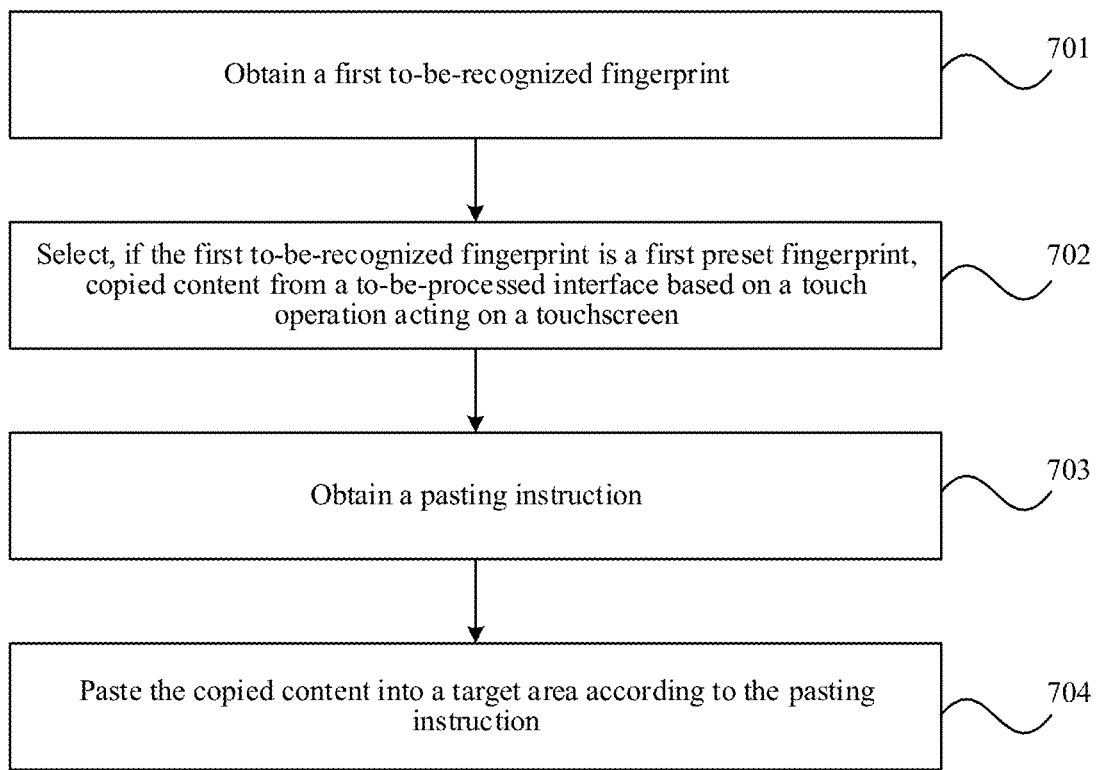 Obtain a first to-be-recognized fingerprint
701
Select, if the first to-be-recognized fingerprint is a first preset fingerprint,
copied content from a to-be-processed interface based on a touch
operation acting on a touchscreen
702
Obtain a pasting instruction
703
Paste the copied content into a target area according to the pasting
instruction
704